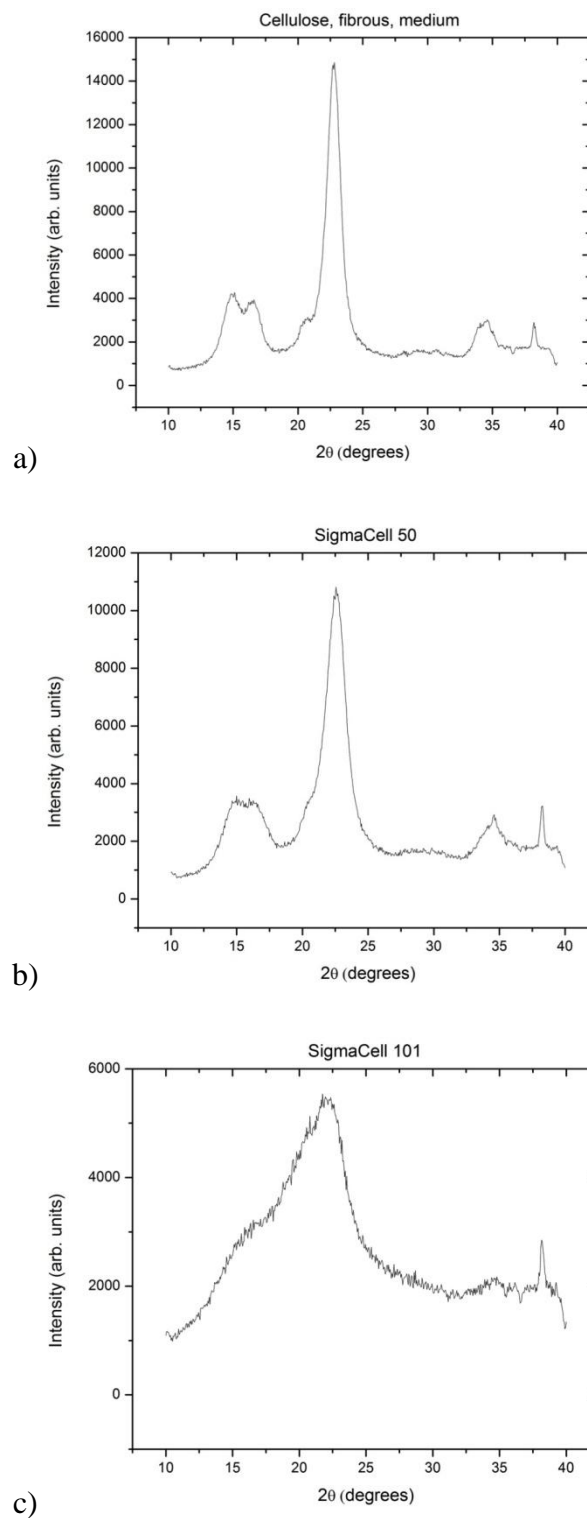 Cellulose, fibrous, medium
16000
14000
12000
10000
8000
6000
4000
2000
0
Intensity (arb. units)
10 15 20 25 30 35 40
2θ (degrees)
a)
SigmaCell 50
12000
10000
8000
6000
4000
2000
0
Intensity (arb. units)
10 15 20 25 30 35 40
2θ (degrees)
b)
SigmaCell 101
6000
4000
2000
0
Intensity (arb. units)
10 15 20 25 30 35 40
2θ (degrees)
c)